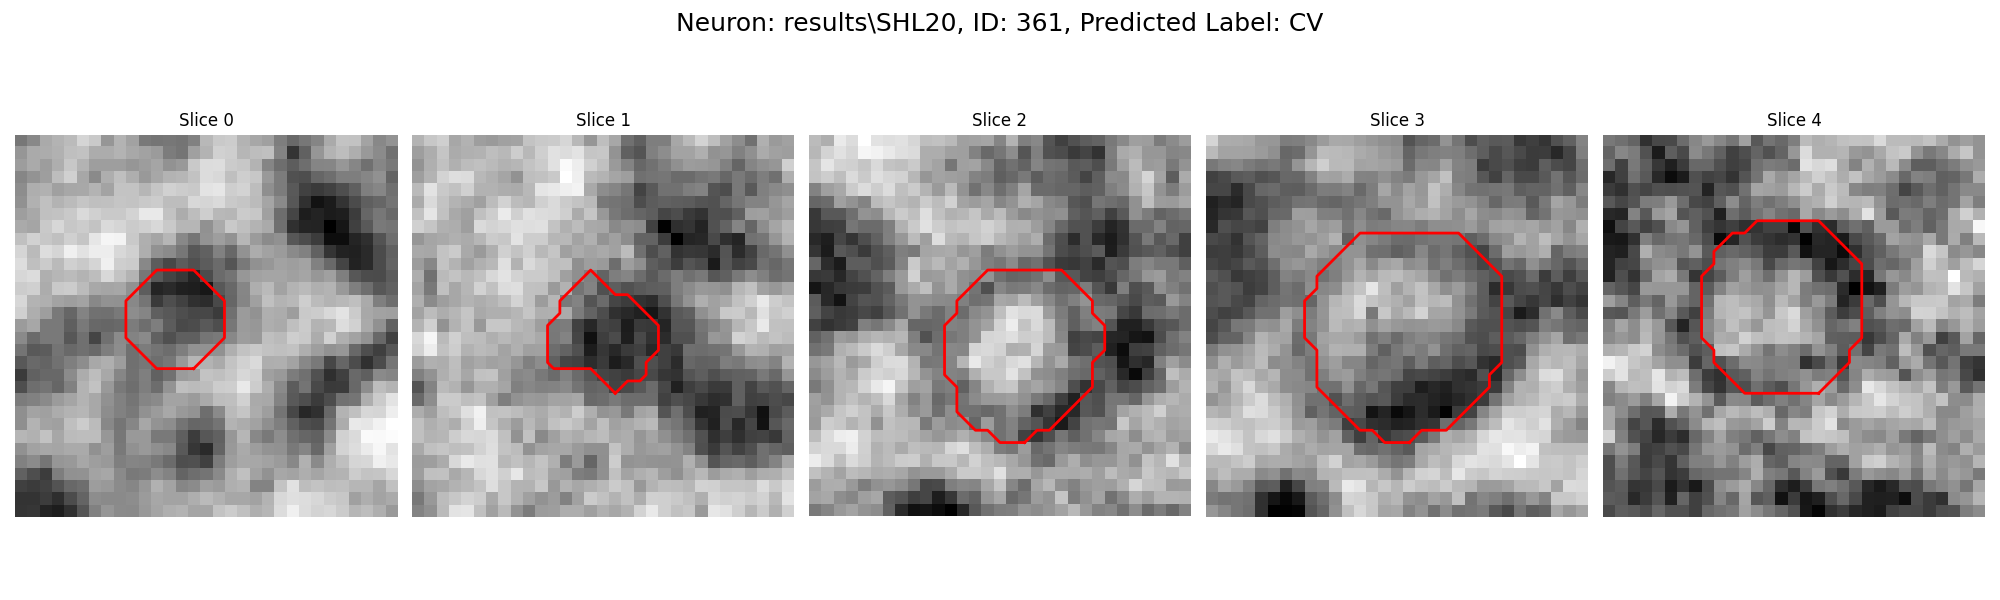 Neuron: results\SHL20, ID: 361, Predicted Label: CV
Slice 0
Slice 1
Slice 2
Slice 3
Slice 4